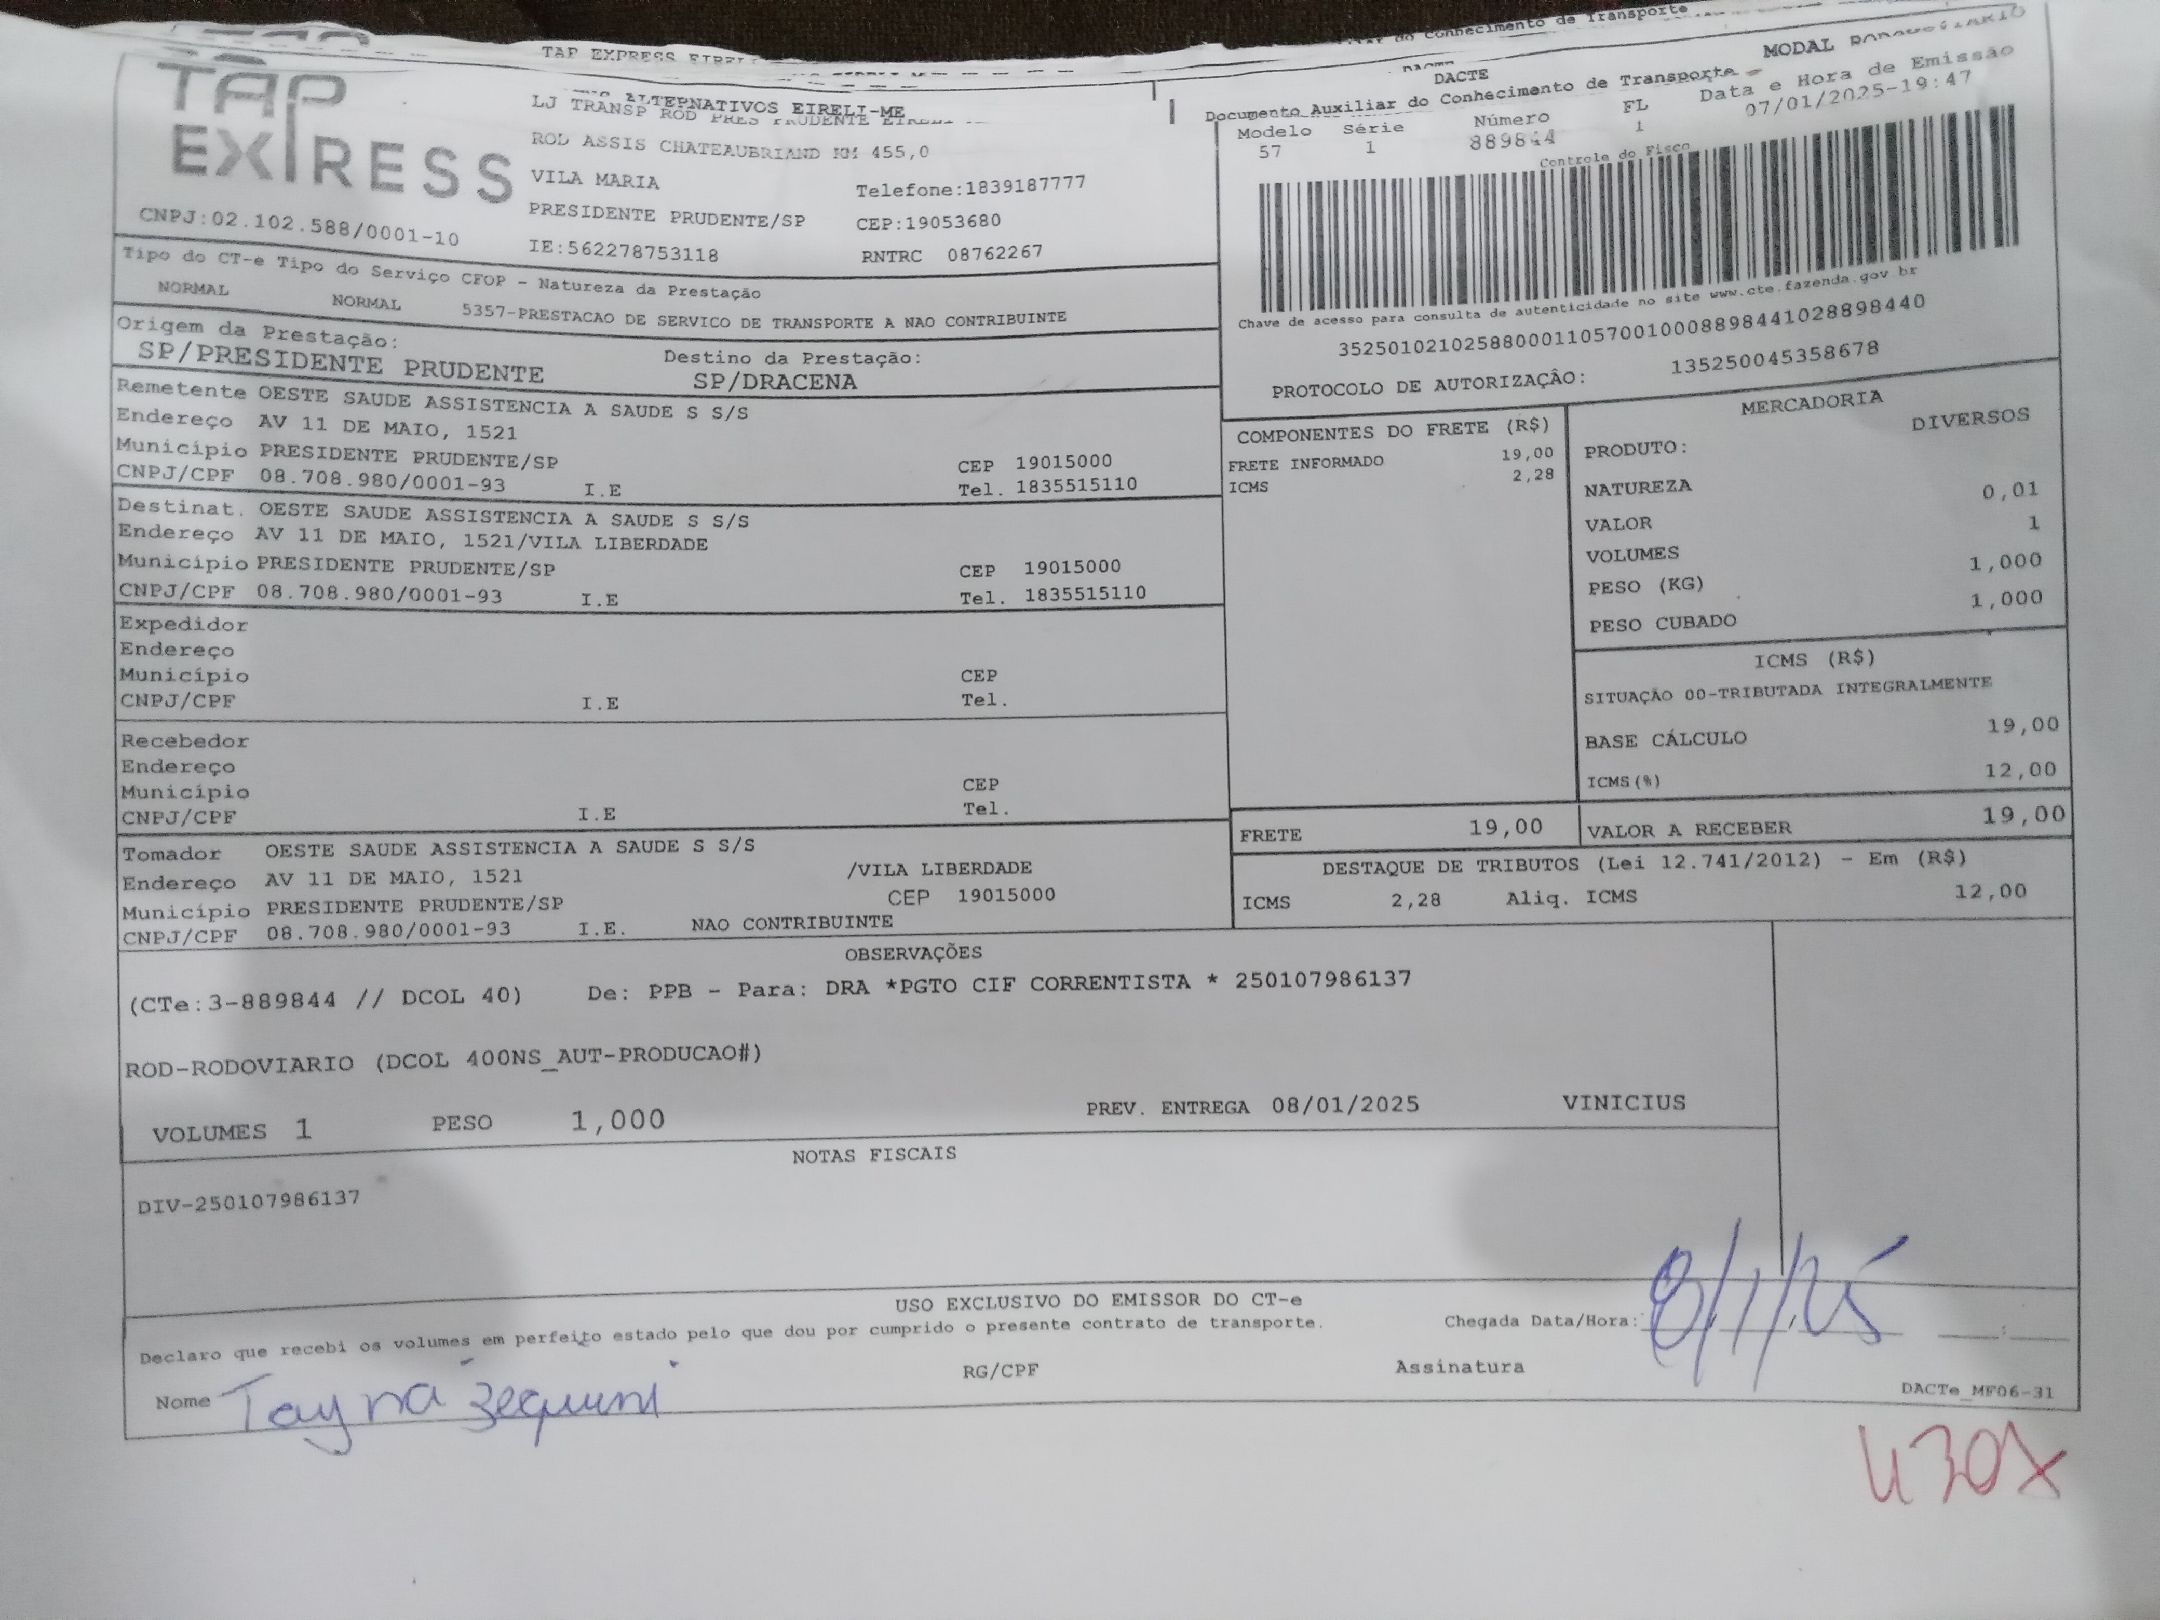 TAP EXPRESS EIRELI
TAP
EXPRESS
ALTERNATIVOS EIRELI-ME
LJ TRANSP ROD PRES PRUDENTE
ROD ASSIS CHATEAUBRIAND KM 455,0
VILA MARIA Telefone:1839187777
PRESIDENTE PRUDENTE/SP CEP:19053680
CNPJ:02.102.588/0001-10 IE:562278753118 RNTRC 08762267
do Conhecimento de Transporte
DACTE MODAL RODOVIARIO
Documento Auxiliar do Conhecimento de Transporte
Modelo Série Número FL Data e Hora de Emissão
57 1 889844 1 07/01/2025-19:47
Controle do Fisco
Chave de acesso para consulta de autenticidade no site www.cte.fazenda.gov br
35250102102588000110570010008898441028898440
PROTOCOLO DE AUTORIZAÇÃO: 135250045358678
Tipo do CT-e Tipo do Serviço CFOP - Natureza da Prestação
NORMAL NORMAL 5357-PRESTACAO DE SERVICO DE TRANSPORTE A NAO CONTRIBUINTE
Origem da Prestação: Destino da Prestação:
SP/PRESIDENTE PRUDENTE SP/DRACENA
Remetente OESTE SAUDE ASSISTENCIA A SAUDE S S/S
Endereço AV 11 DE MAIO, 1521
Município PRESIDENTE PRUDENTE/SP CEP 19015000
CNPJ/CPF 08.708.980/0001-93 I.E Tel. 1835515110
Destinat. OESTE SAUDE ASSISTENCIA A SAUDE S S/S
Endereço AV 11 DE MAIO, 1521/VILA LIBERDADE
Município PRESIDENTE PRUDENTE/SP CEP 19015000
CNPJ/CPF 08.708.980/0001-93 I.E Tel. 1835515110
Expedidor
Endereço
Município CEP
CNPJ/CPF I.E Tel.
Recebedor
Endereço
Município CEP
CNPJ/CPF I.E Tel.
Tomador OESTE SAUDE ASSISTENCIA A SAUDE S S/S
Endereço AV 11 DE MAIO, 1521 /VILA LIBERDADE
Município PRESIDENTE PRUDENTE/SP CEP 19015000
CNPJ/CPF 08.708.980/0001-93 I.E. NAO CONTRIBUINTE
COMPONENTES DO FRETE (R$)
FRETE INFORMADO 19,00
ICMS 2,28
MERCADORIA
PRODUTO: DIVERSOS
NATUREZA
VALOR 0,01
VOLUMES 1
PESO (KG) 1,000
PESO CUBADO 1,000
ICMS (R$)
SITUAÇÃO 00-TRIBUTADA INTEGRALMENTE
BASE CÁLCULO 19,00
ICMS(%) 12,00
FRETE 19,00 VALOR A RECEBER 19,00
DESTAQUE DE TRIBUTOS (Lei 12.741/2012) - Em (R$)
ICMS 2,28 Aliq. ICMS 12,00
OBSERVAÇÕES
(CTe:3-889844 // DCOL 40) De: PPB - Para: DRA *PGTO CIF CORRENTISTA * 250107986137
ROD-RODOVIARIO (DCOL 400NS_AUT-PRODUCAO#)
VOLUMES 1 PESO 1,000 PREV. ENTREGA 08/01/2025 VINICIUS
NOTAS FISCAIS
DIV-250107986137
USO EXCLUSIVO DO EMISSOR DO CT-e
Declaro que recebi os volumes em perfeito estado pelo que dou por cumprido o presente contrato de transporte. Chegada Data/Hora: 8/1/25
Nome Tayná Zequini RG/CPF Assinatura
DACTe_MF06-31